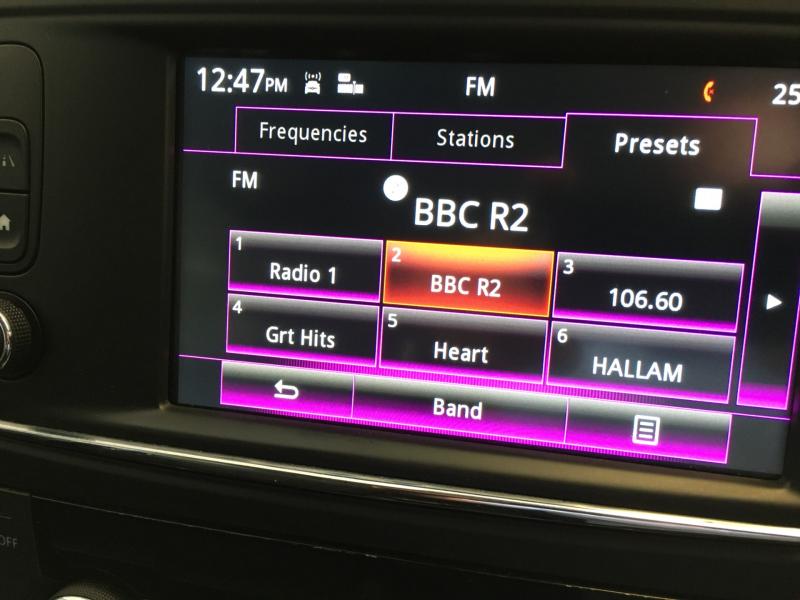 12:47PM FM 25
Frequencies Stations Presets
FM
BBC R2
1 Radio 1
2 BBC R2
3 106.60
4 Grt Hits
5 Heart
6 HALLAM
Band
OFF